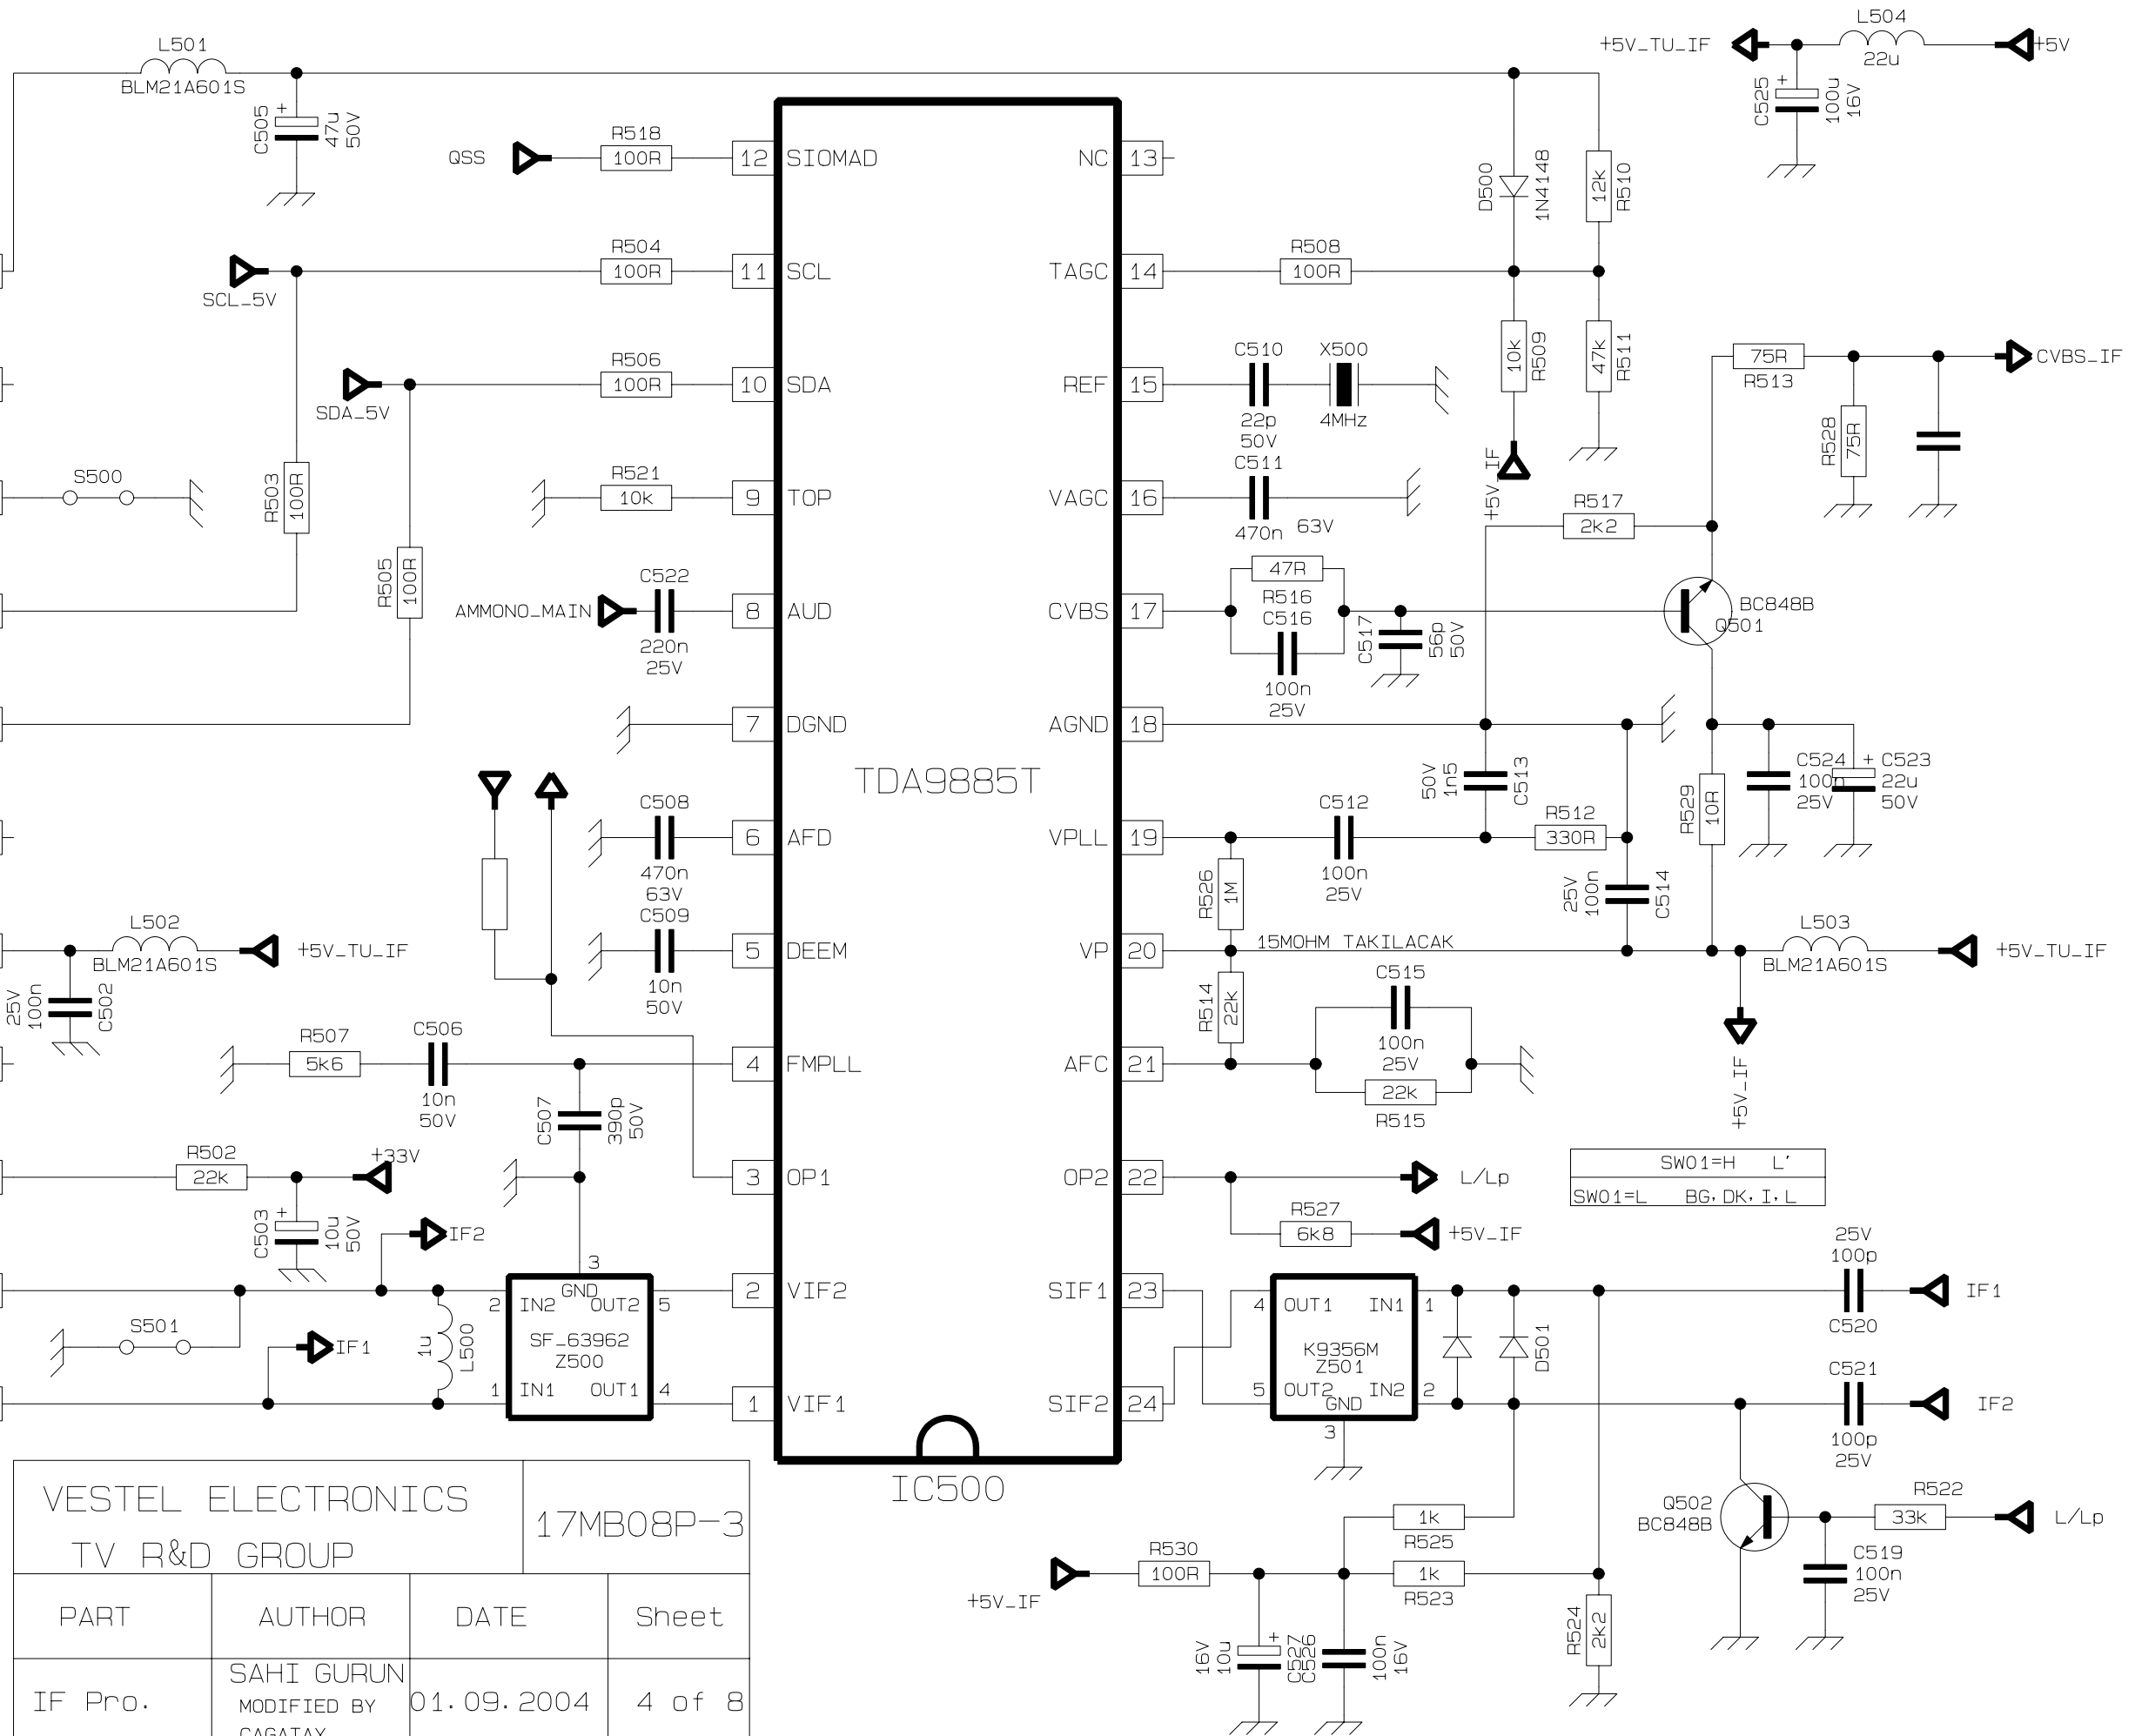 L501
BLM21A601S
C505
+
47u
50V
L504
+5V_TU_IF
+5V
22u
C525
+
100u
16V
QSS
R518
100R
12
SIOMAD
NC
13
D500
1N4148
12k
R510
SCL_5V
R504
100R
11
SCL
TAGC
14
R508
100R
SDA_5V
R506
100R
10
SDA
REF
15
C510
22p
50V
X500
4MHz
10k
R509
47k
R511
+5V_IF
75R
R513
CVBS_IF
R528
75R
S500
R503
100R
R521
10k
9
TOP
VAGC
16
C511
470n
63V
R517
2k2
R505
100R
AMMONO_MAIN
C522
220n
25V
8
AUD
CVBS
17
47R
R516
C516
100n
25V
C517
56p
50V
BC848B
Q501
7
DGND
AGND
18
TDA9885T
50V
1n5
C513
R529
10R
C524
100n
25V
+
C523
22u
50V
C508
470n
63V
6
AFD
VPLL
19
C512
100n
25V
R512
330R
R526
1M
25V
100n
C514
L502
BLM21A601S
+5V_TU_IF
25V
100n
C502
C509
10n
50V
5
DEEM
VP
20
15MOHM TAKILACAK
L503
BLM21A601S
+5V_TU_IF
+5V_IF
R514
22k
C515
100n
25V
22k
R515
R507
5k6
C506
10n
50V
4
FMPLL
AFC
21
C507
390p
50V
R502
22k
+33V
C503
+
10u
50V
3
OP1
OP2
22
L/Lp
R527
6k8
+5V_IF
SW01=H L'
SW01=L BG, DK, I, L
IF2
S501
IF1
1u
L500
3
GND
2
IN2
OUT2
5
SF_63962
Z500
1
IN1
OUT1
4
2
VIF2
SIF1
23
4
OUT1
IN1
1
K9356M
Z501
5
OUT2
IN2
2
GND
3
D501
25V
100p
C520
IF1
C521
100p
25V
IF2
1
VIF1
SIF2
24
IC500
VESTEL ELECTRONICS
TV R&D GROUP
17MB08P-3
PART
AUTHOR
DATE
Sheet
IF Pro.
SAHI GURUN
MODIFIED BY
CAGATAY
01.09.2004
4 of 8
+5V_IF
R530
100R
1k
R525
1k
R523
16V
10u
+
C527
C526
100n
16V
R524
2k2
Q502
BC848B
R522
33k
L/Lp
C519
100n
25V